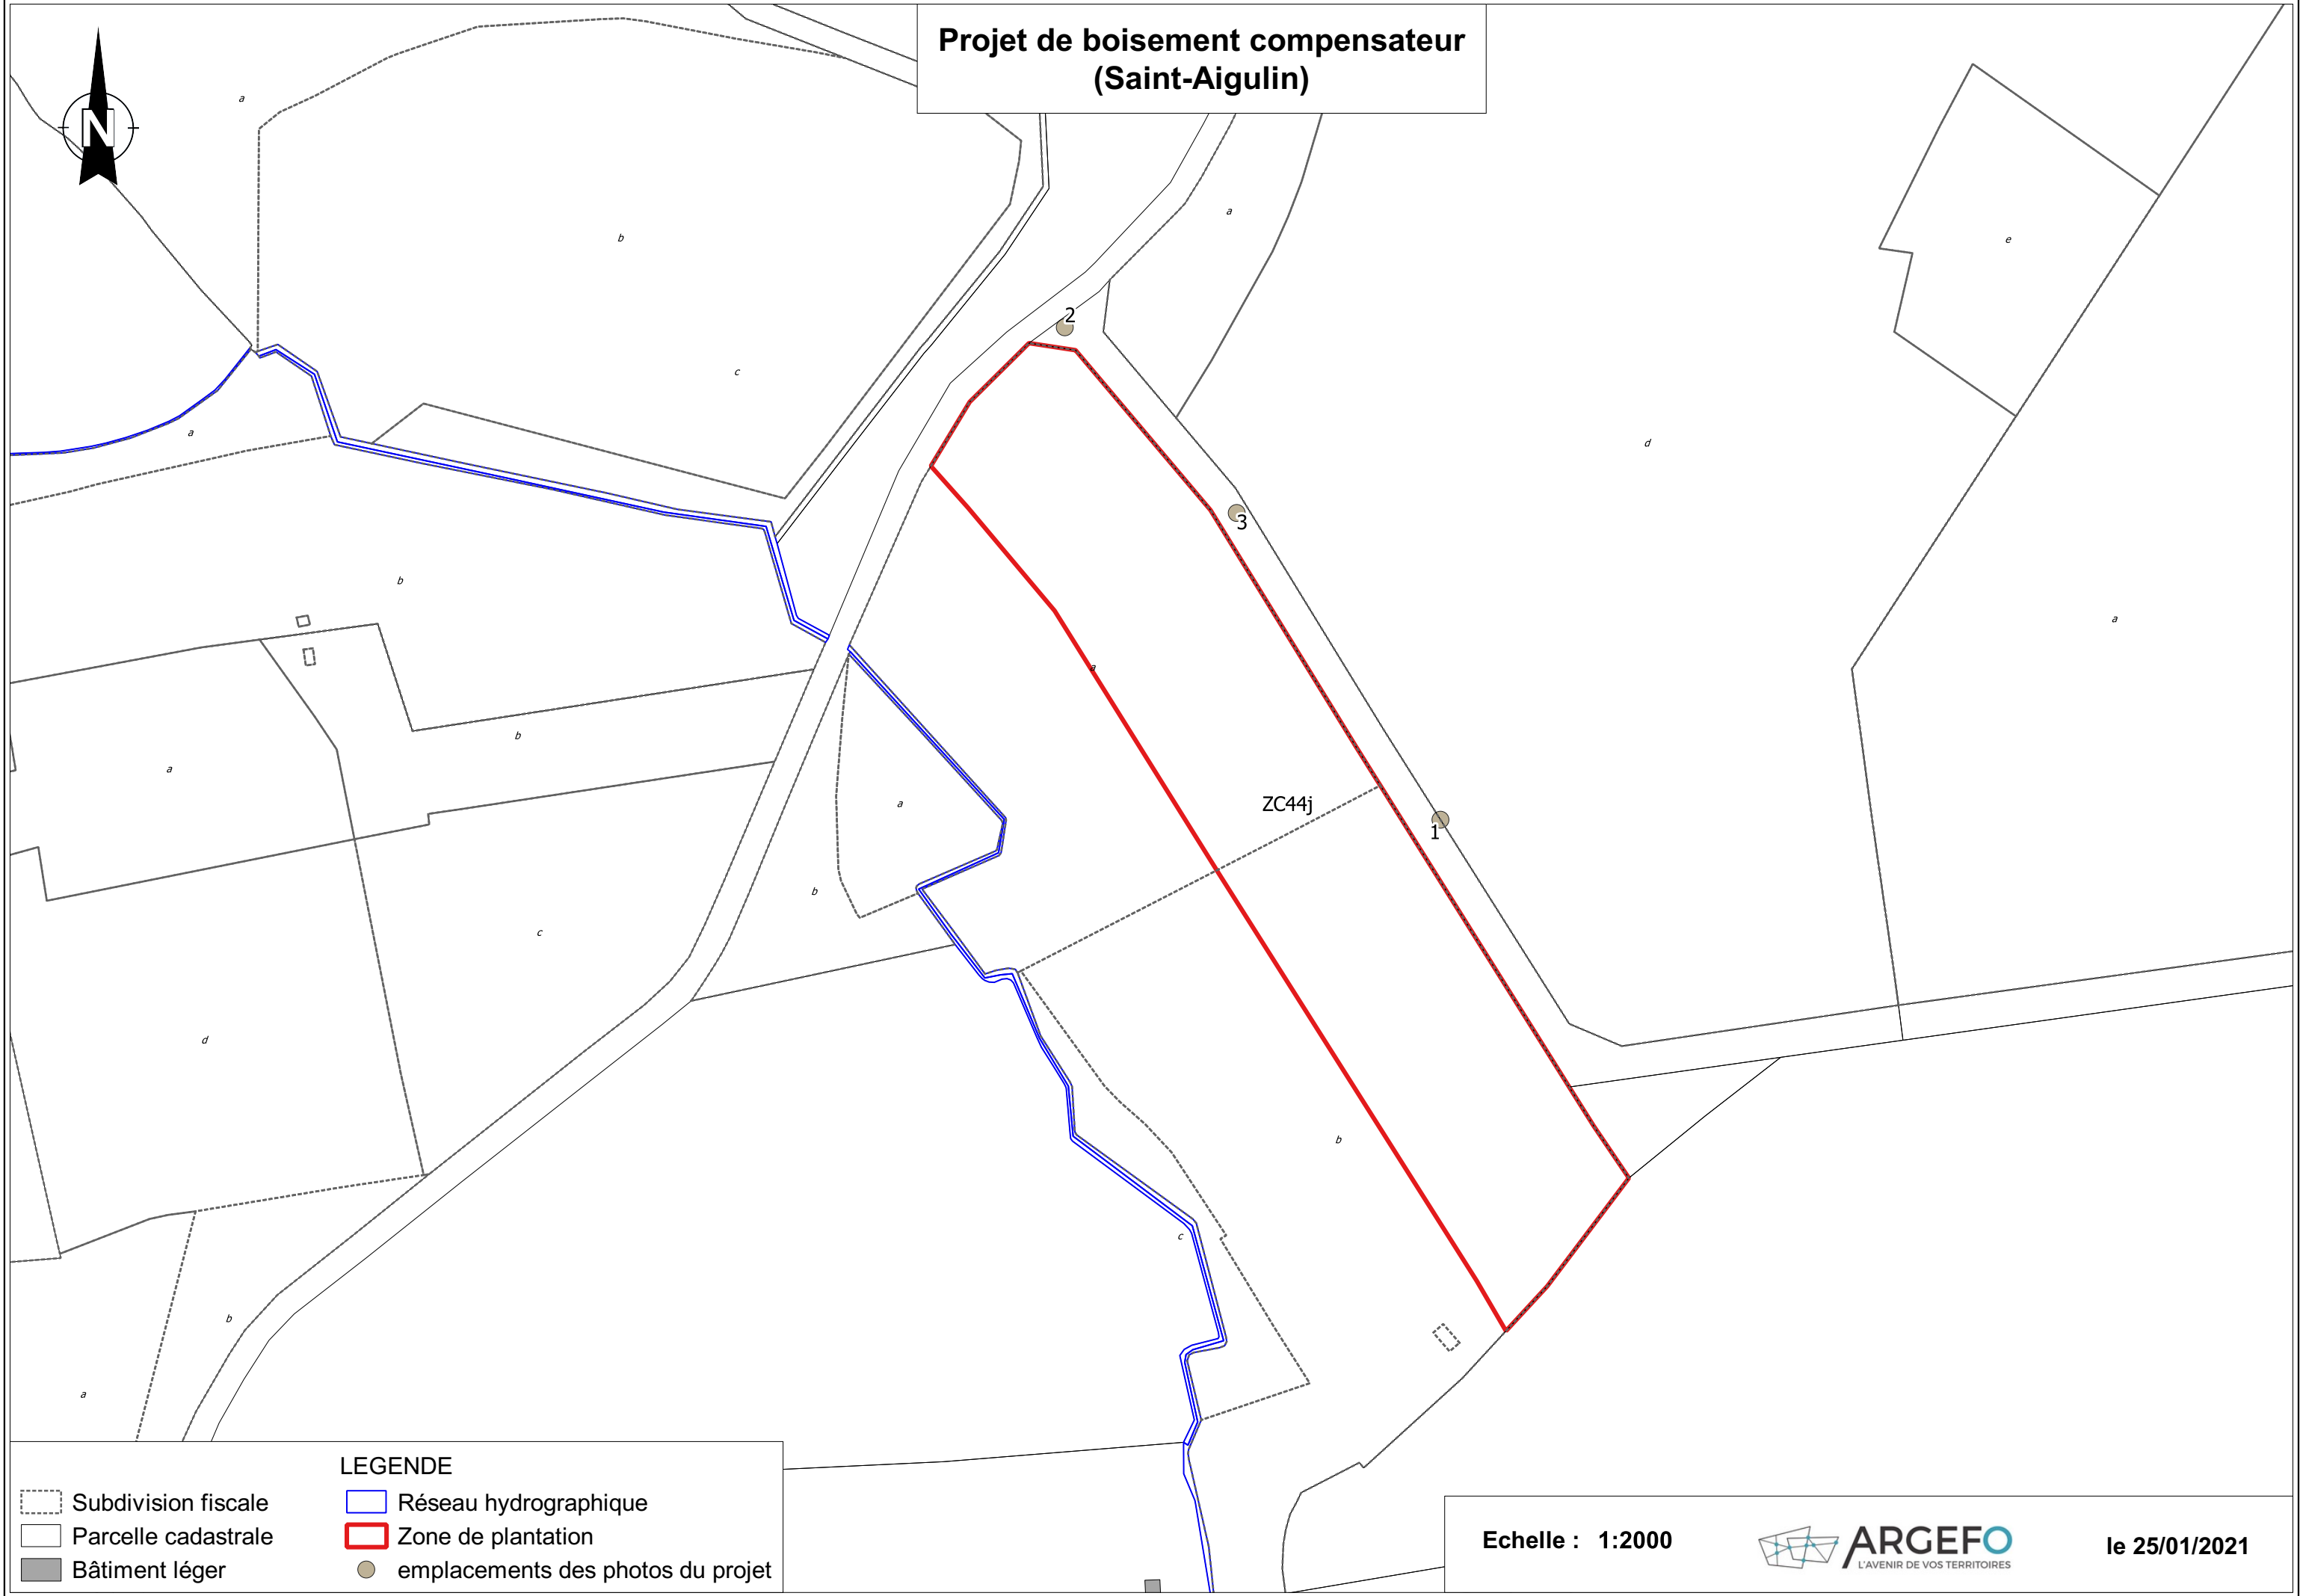 Projet de boisement compensateur
(Saint-Aigulin)
N
a
b
a
e
2
c
a
d
3
b
a
a
b
a
ZC44j
a
1
b
c
d
b
c
b
a
LEGENDE
Subdivision fiscale
Parcelle cadastrale
Bâtiment léger
Réseau hydrographique
Zone de plantation
emplacements des photos du projet
Echelle : 1:2000
ARGEFO
L'AVENIR DE VOS TERRITOIRES
le 25/01/2021